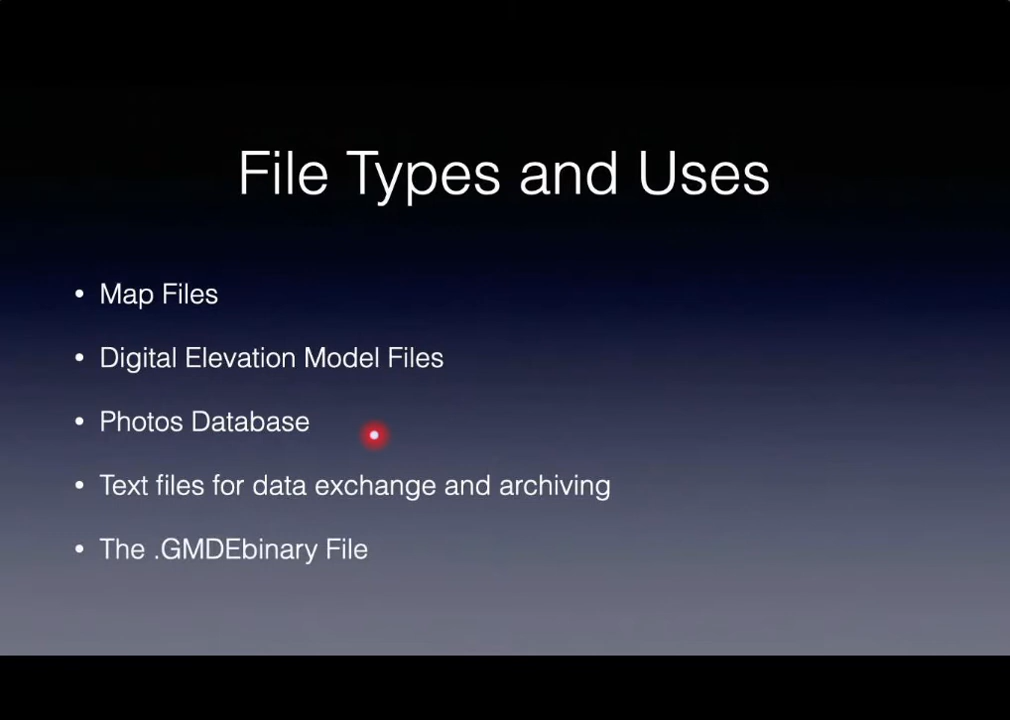 File Types and Uses
• Map Files
• Digital Elevation Model Files
• Photos Database
• Text files for data exchange and archiving
• The .GMDEbinary File